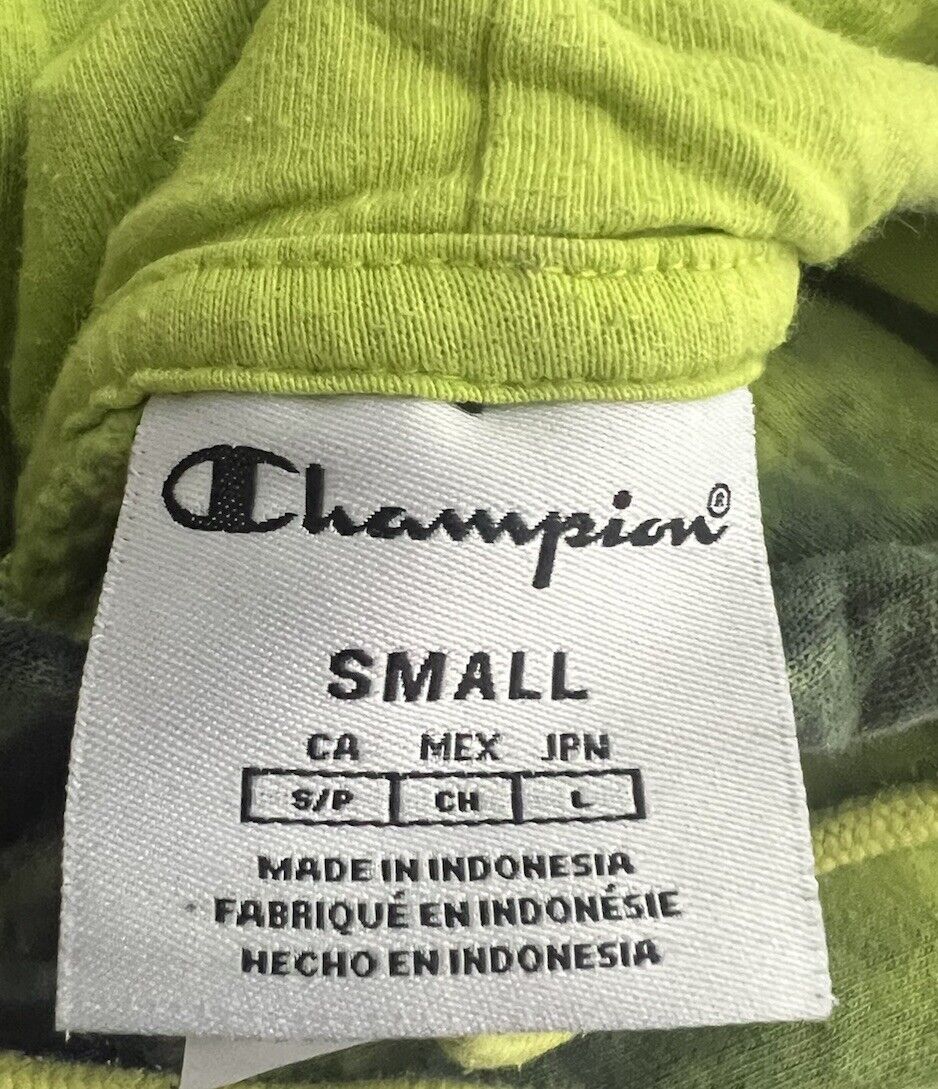 Champion®
SMALL
CA MEX JPN
S/P CH L
MADE IN INDONESIA
FABRIQUÉ EN INDONÉSIE
HECHO EN INDONESIA